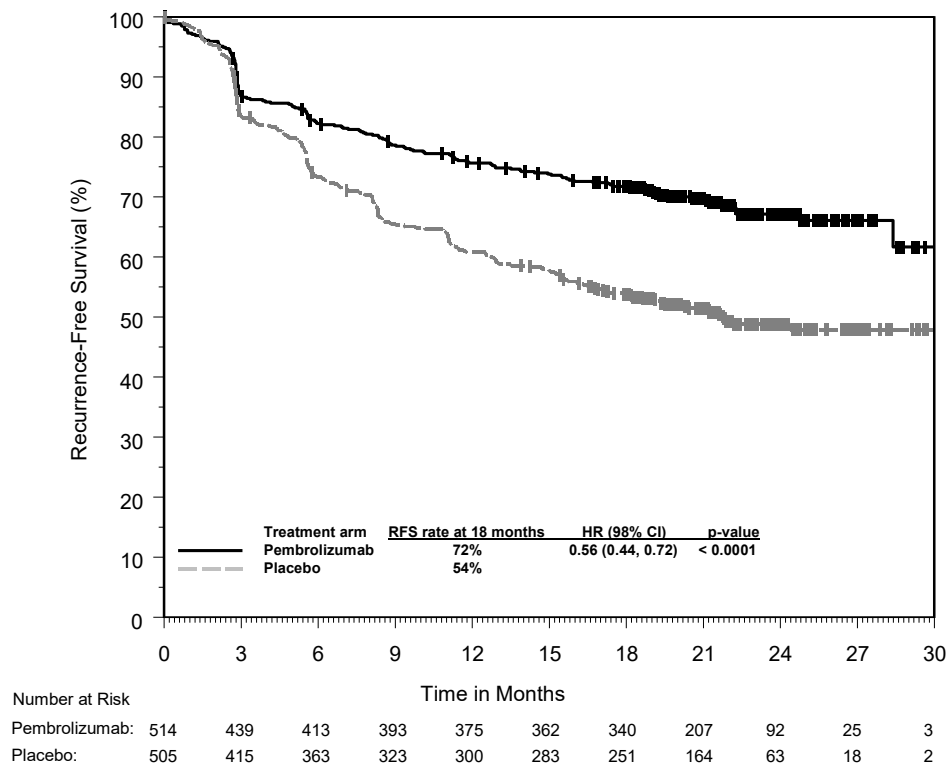 100
90
80
70
60
50
40
30
20
10
0
Recurrence-Free Survival (%)
Treatment arm RFS rate at 18 months HR (98% CI) p-value
Pembrolizumab 72% 0.56 (0.44, 0.72) < 0.0001
Placebo 54%
0 3 6 9 12 15 18 21 24 27 30
Time in Months
Number at Risk
Pembrolizumab: 514 439 413 393 375 362 340 207 92 25 3
Placebo: 505 415 363 323 300 283 251 164 63 18 2